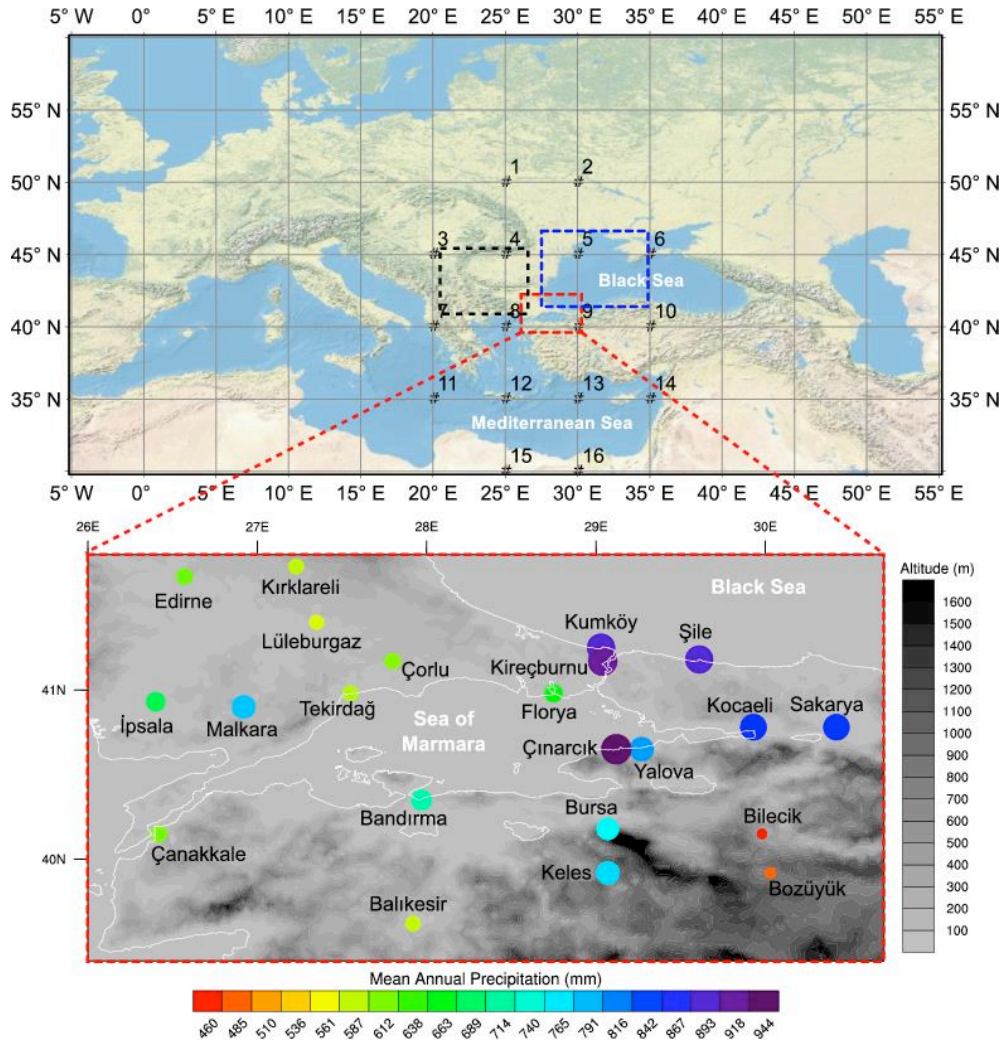 5° W 0° 5° E 10° E 15° E 20° E 25° E 30° E 35° E 40° E 45° E 50° E 55° E
55° N 55° N
1 2
50° N 50° N
3 4 5 6
45° N 45° N
Black Sea
7 8 9 10
40° N 40° N
11 12 13 14
35° N 35° N
Mediterranean Sea
15 16
5° W 0° 5° E 10° E 15° E 20° E 25° E 30° E 35° E 40° E 45° E 50° E 55° E
26E 27E 28E 29E 30E
Altitude (m)
Black Sea
Edirne
Kırklareli
Lüleburgaz
Kumköy
Şile
Çorlu
Kireçburnu
41N
İpsala
Malkara
Tekirdağ
Florya
Kocaeli
Sakarya
Sea of
Marmara
Çınarcık
Yalova
Bandırma
Bursa
Bilecik
Çanakkale
40N
Keles
Bozüyük
Balıkesir
1600
1500
1400
1300
1200
1100
1000
900
800
700
600
500
400
300
200
100
Mean Annual Precipitation (mm)
460 485 510 536 561 587 612 638 663 689 714 740 765 791 816 842 867 893 918 944